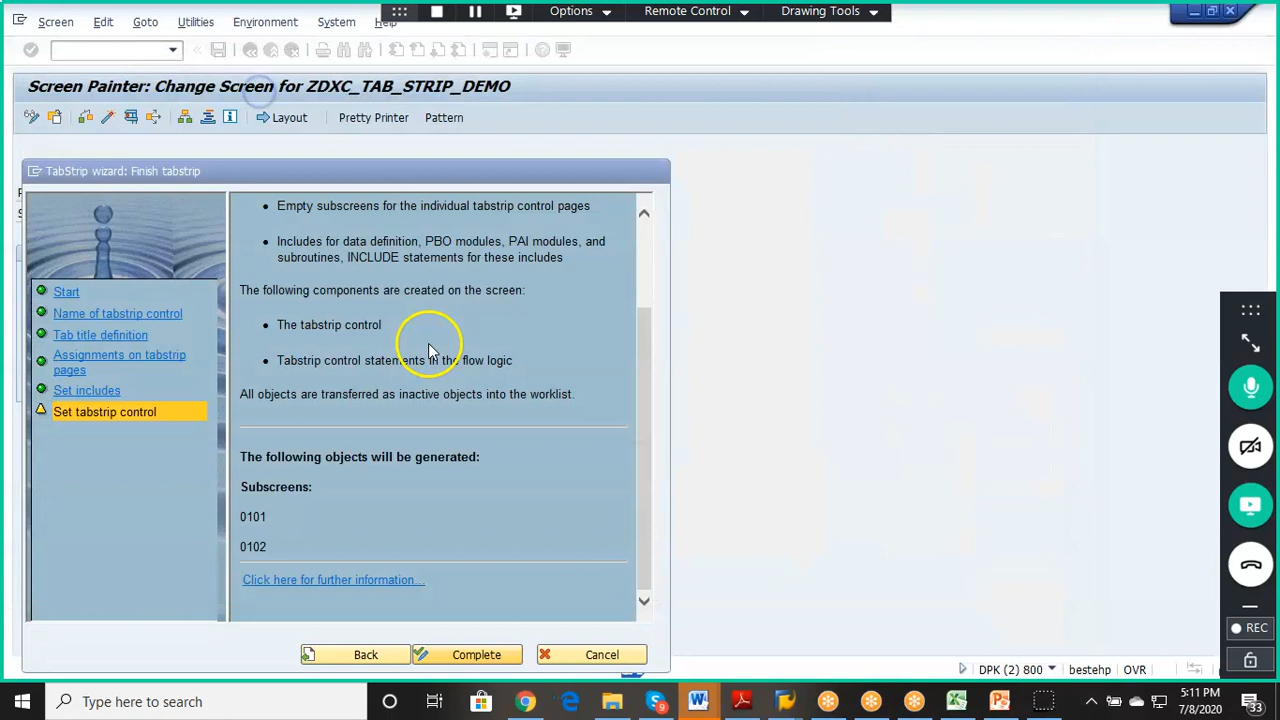 Options
Remote Control
Drawing Tools
Screen Edit Goto Utilities Environment System Help
Screen Painter: Change Screen for ZDXC_TAB_STRIP_DEMO
Layout Pretty Printer Pattern
TabStrip wizard: Finish tabstrip
Start
Name of tabstrip control
Tab title definition
Assignments on tabstrip
pages
Set includes
Set tabstrip control
Empty subscreens for the individual tabstrip control pages
Includes for data definition, PBO modules, PAI modules, and
subroutines, INCLUDE statements for these includes
The following components are created on the screen:
The tabstrip control
Tabstrip control statements in the flow logic
All objects are transferred as inactive objects into the worklist.
The following objects will be generated:
Subscreens:
0101
0102
Click here for further information...
Back Complete Cancel
REC
DPK (2) 800 bestehp OVR
Type here to search
9
5:11 PM
7/8/2020
33